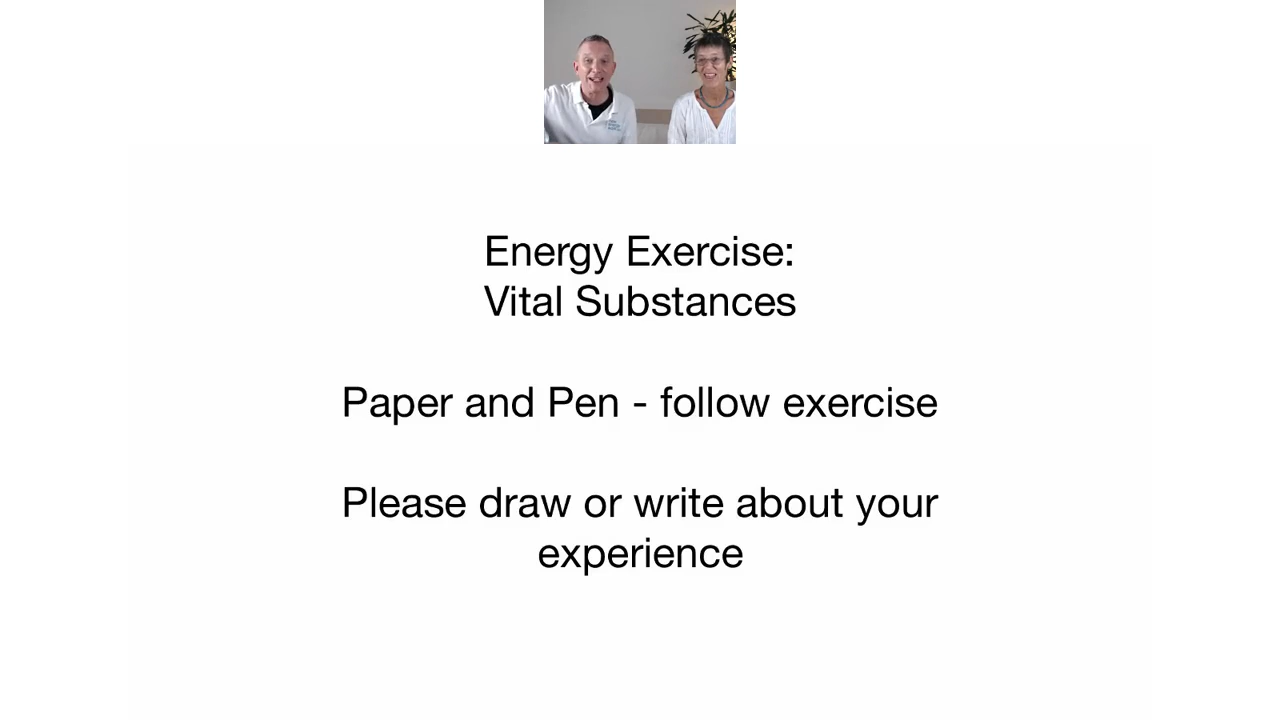 Energy Exercise:
Vital Substances
Paper and Pen - follow exercise
Please draw or write about your
experience